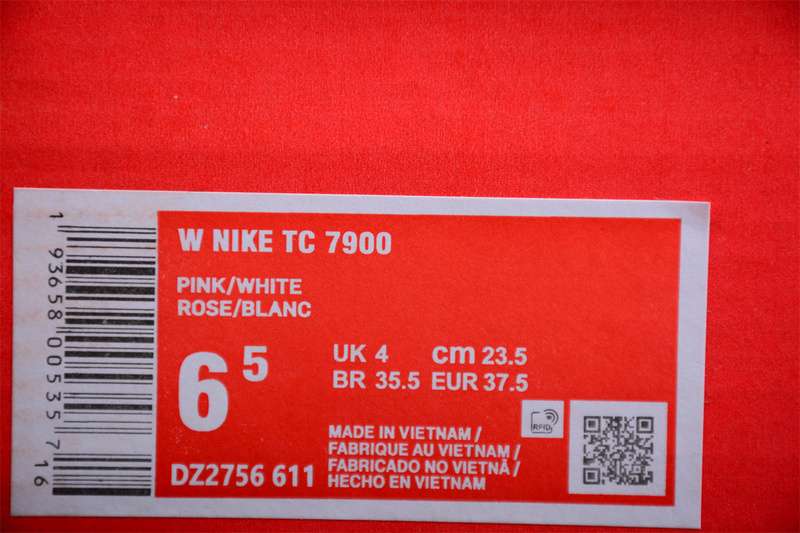 1 93658 00535 7 16
W NIKE TC 7900
PINK/WHITE
ROSE/BLANC
6 5
UK 4 cm 23.5
BR 35.5 EUR 37.5
RFID
DZ2756 611
MADE IN VIETNAM /
FABRIQUE AU VIETNAM /
FABRICADO NO VIETNÃ /
HECHO EN VIETNAM